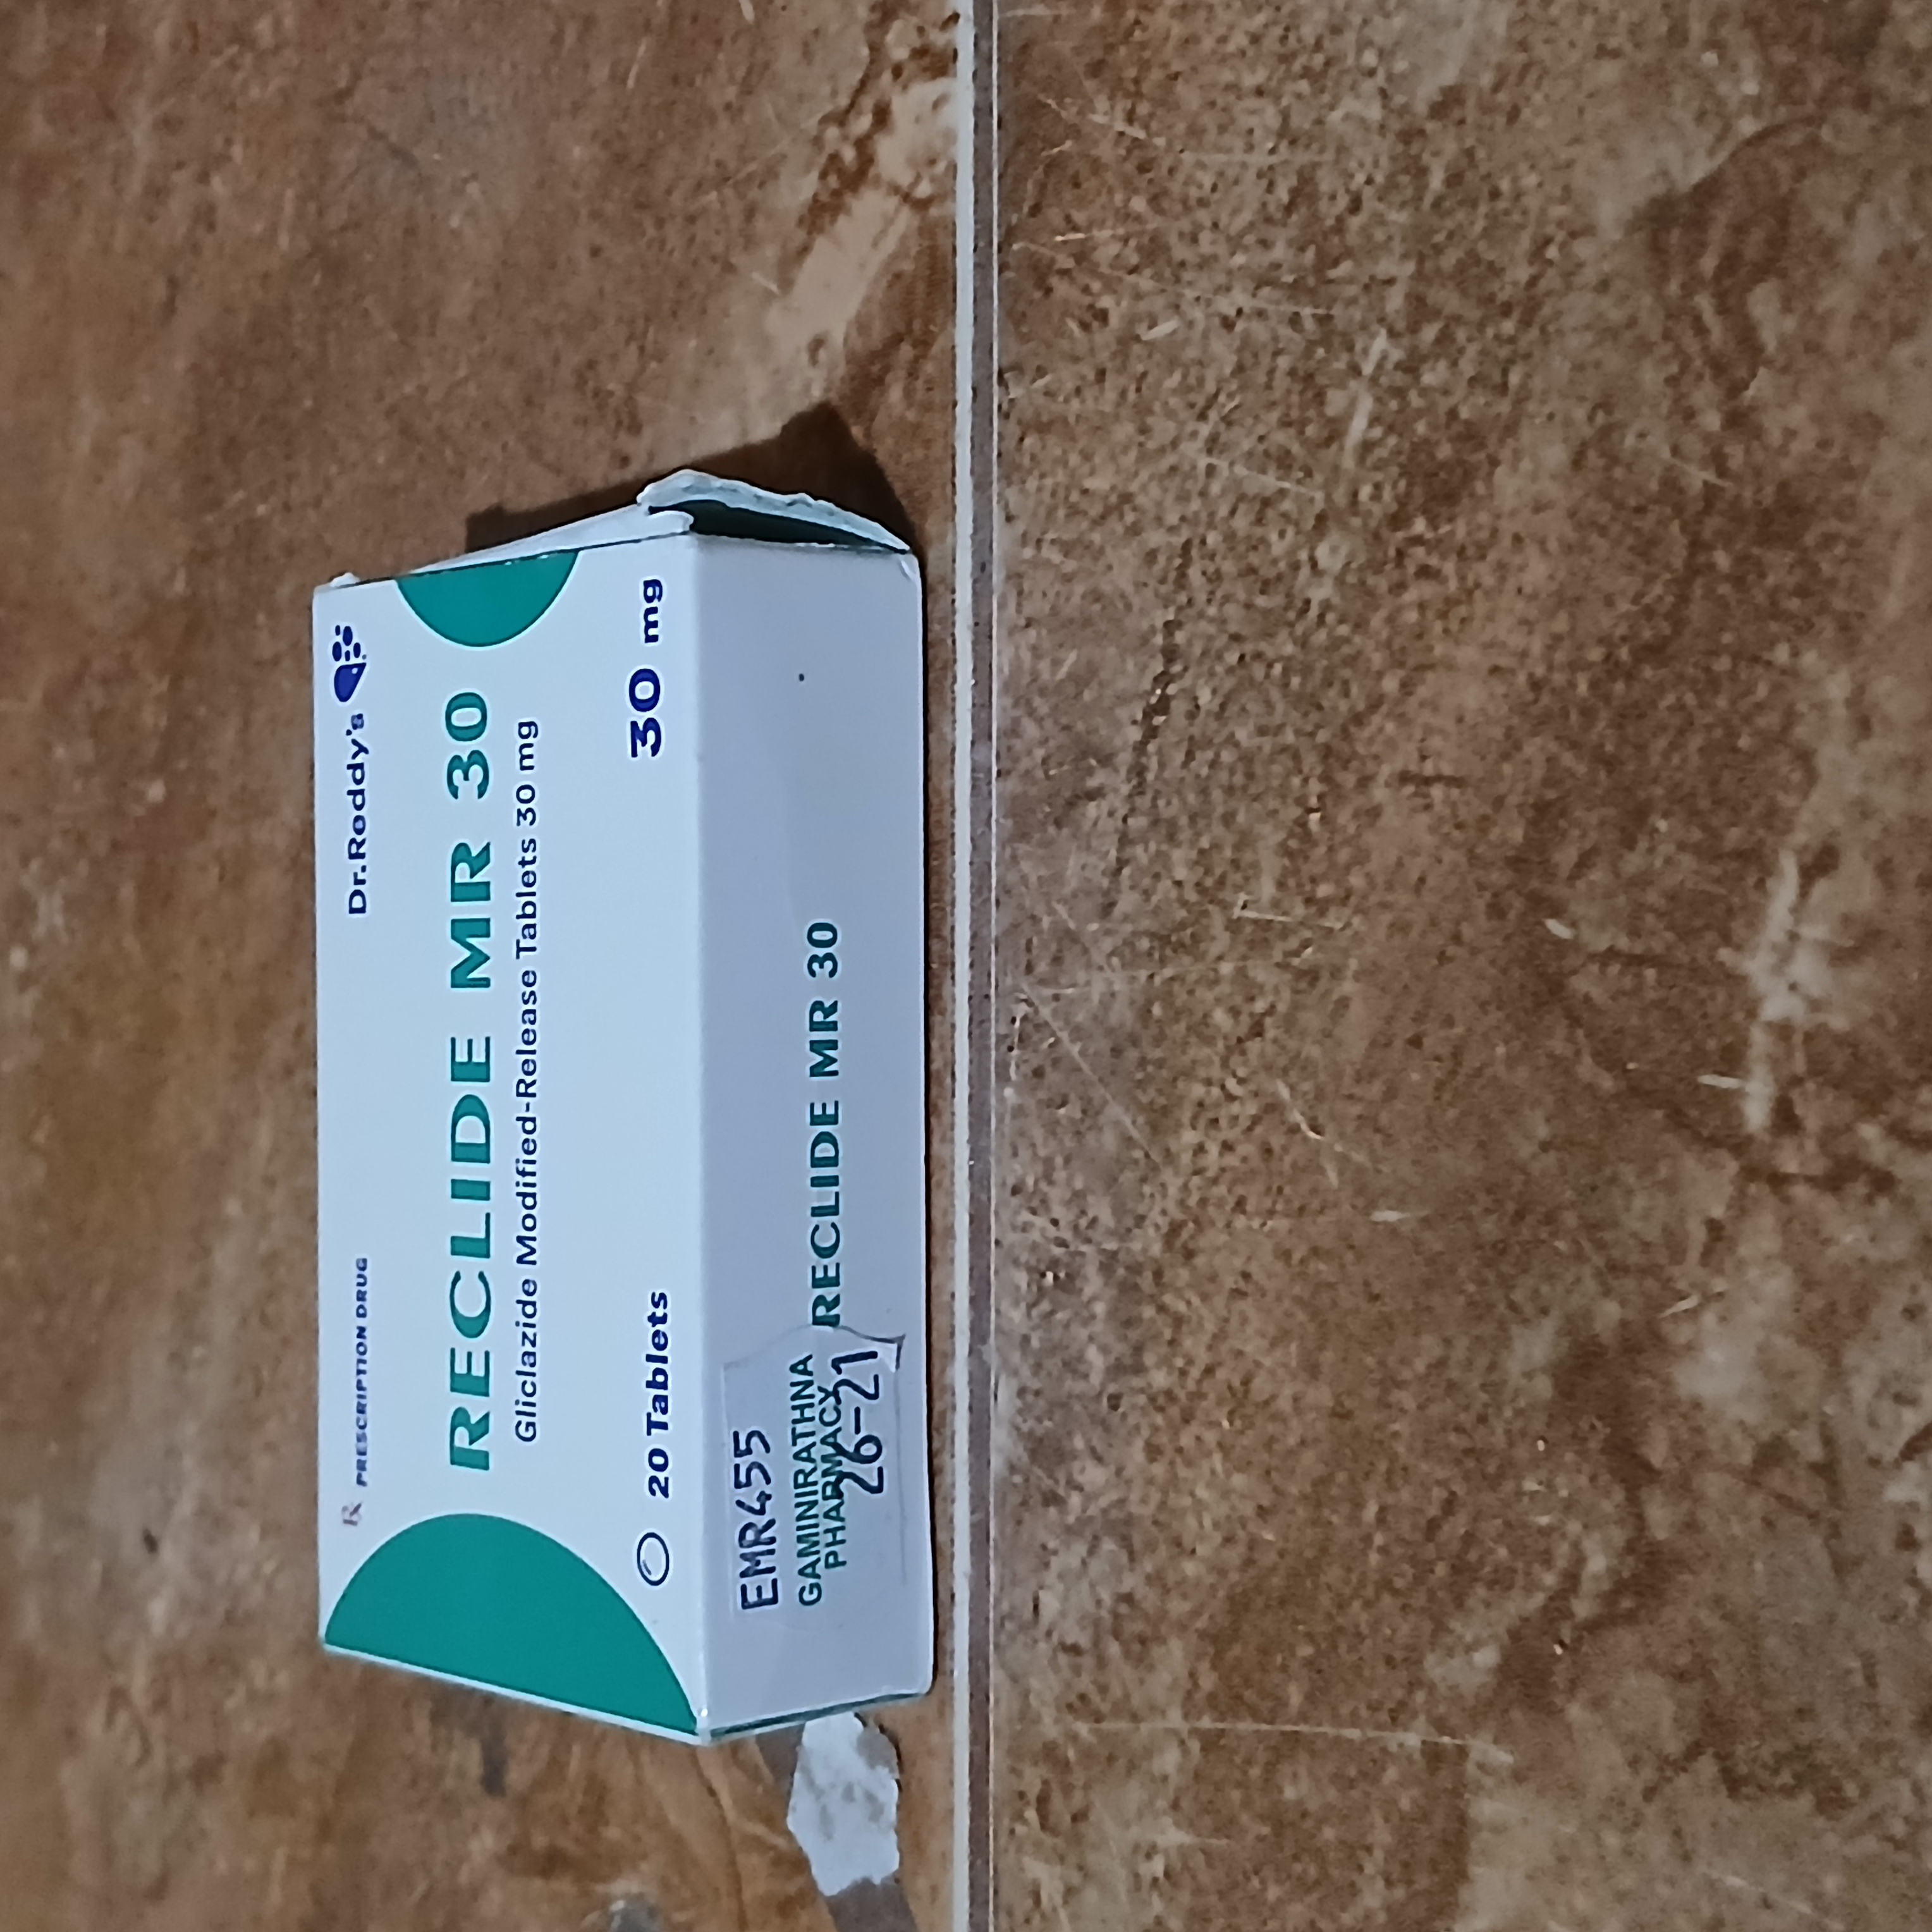 ℞ PRESCRIPTION DRUG
Dr.Reddy's
RECLIDE MR 30
Gliclazide Modified-Release Tablets 30 mg
20 Tablets
30 mg
EMR455
GAMINIRATHNA
PHARMACY
26-21
RECLIDE MR 30